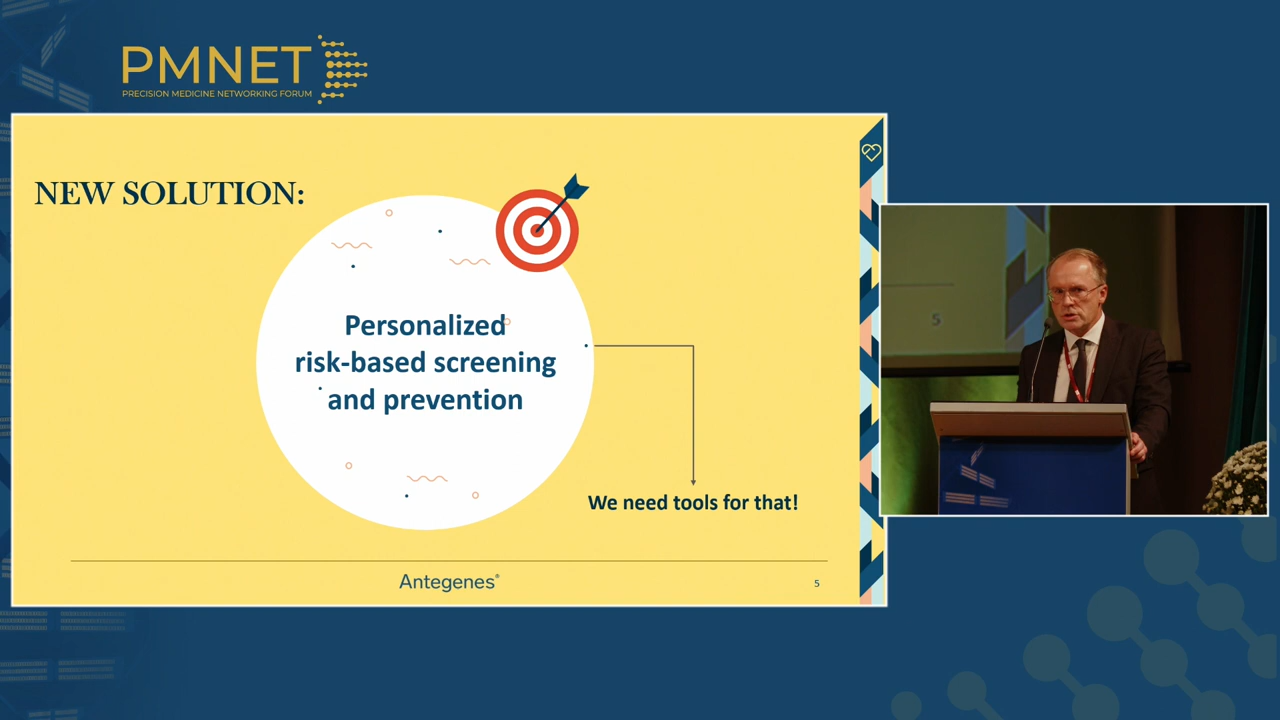 PMNET
PRECISION MEDICINE NETWORKING FORUM
NEW SOLUTION:
Personalized
risk-based screening
and prevention
We need tools for that!
Antegenes®
5
5